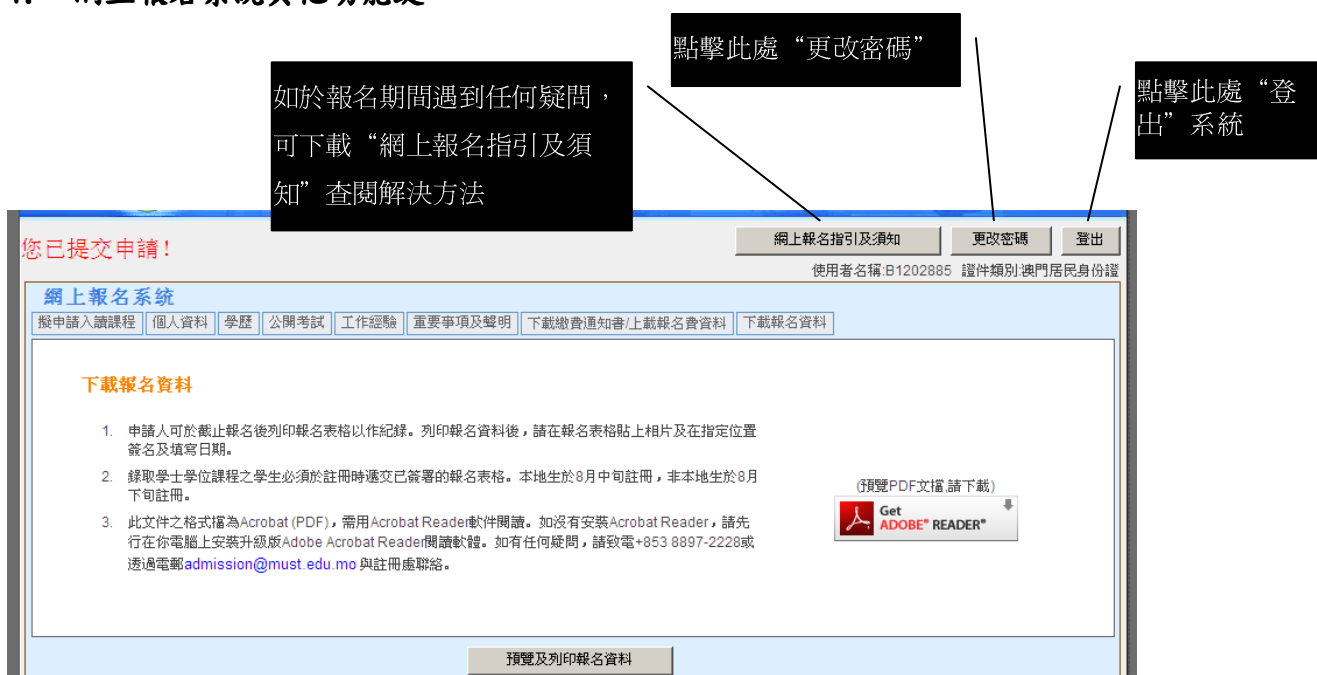 點擊此處“更改密碼”
如於報名期間遇到任何疑問，
可下載“網上報名指引及須
知”查閱解決方法
點擊此處“登
出”系統
您已提交申請！
網上報名指引及須知 更改密碼 登出
使用者名稱:B1202885 證件類別:澳門居民身份證
網上報名系統
擬申請入讀課程 個人資料 學歷 公開考試 工作經驗 重要事項及聲明 下載繳費通知書/上載報名費資料 下載報名資料
下載報名資料
1. 申請人可於截止報名後列印報名表格以作紀錄。列印報名資料後，請在報名表格貼上相片及在指定位置
簽名及填寫日期。
2. 錄取學士學位課程之學生必須於註冊時遞交已簽署的報名表格。本地生於8月中旬註冊，非本地生於8月
下旬註冊。
3. 此文件之格式檔為Acrobat (PDF)，需用Acrobat Reader軟件閱讀。如沒有安裝Acrobat Reader，請先
行在你電腦上安裝升級版Adobe Acrobat Reader閱讀軟體。如有任何疑問，請致電+853 8897-2228或
透過電郵admission@must.edu.mo 與註冊處聯絡。
(預覽PDF文檔,請下載)
Get
ADOBE® READER®
預覽及列印報名資料